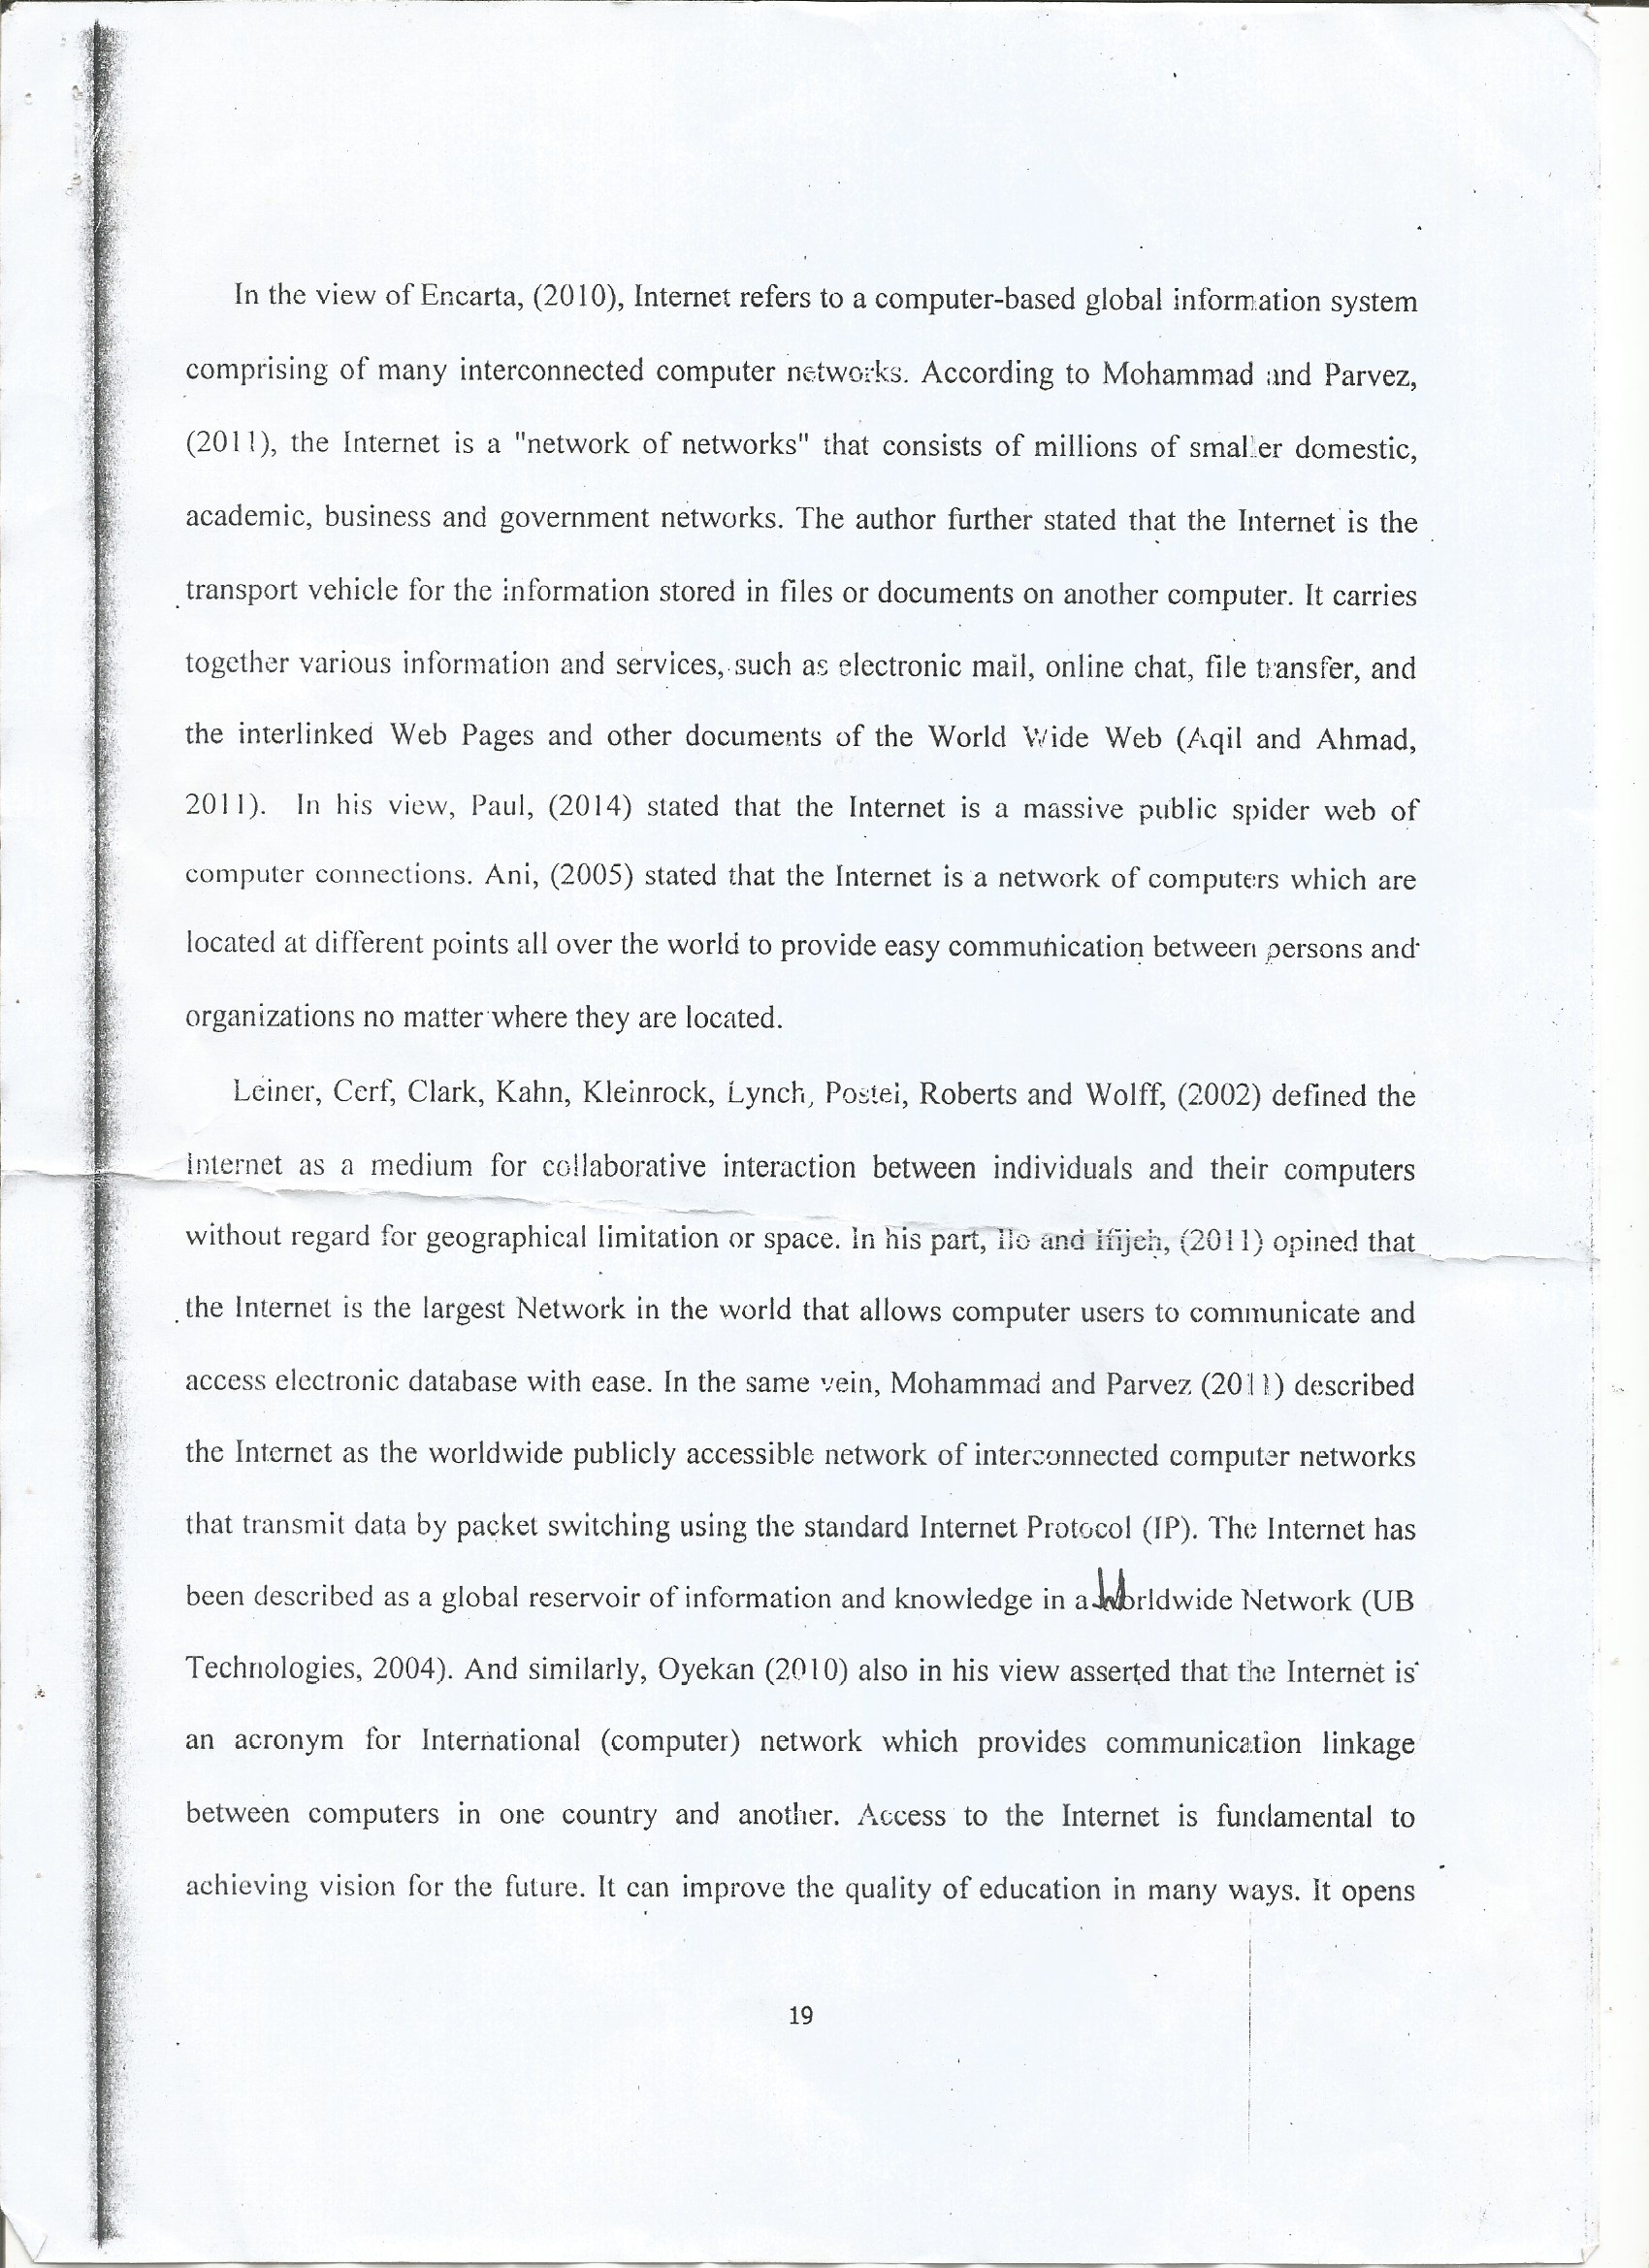 In the view of Encarta, (2010), Internet refers to a computer-based global information system
comprising of many interconnected computer networks. According to Mohammad and Parvez,
(2011), the Internet is a "network of networks" that consists of millions of smaller domestic,
academic, business and government networks. The author further stated that the Internet is the
transport vehicle for the information stored in files or documents on another computer. It carries
together various information and services, such as electronic mail, online chat, file transfer, and
the interlinked Web Pages and other documents of the World Wide Web (Aqil and Ahmad,
2011). In his view, Paul, (2014) stated that the Internet is a massive public spider web of
computer connections. Ani, (2005) stated that the Internet is a network of computers which are
located at different points all over the world to provide easy communication between persons and
organizations no matter where they are located.
Leiner, Cerf, Clark, Kahn, Kleinrock, Lynch, Postel, Roberts and Wolff, (2002) defined the
Internet as a medium for collaborative interaction between individuals and their computers
without regard for geographical limitation or space. In his part, Ilo and Ifijeh, (2011) opined that
the Internet is the largest Network in the world that allows computer users to communicate and
access electronic database with ease. In the same vein, Mohammad and Parvez (2011) described
the Internet as the worldwide publicly accessible network of interconnected computer networks
that transmit data by packet switching using the standard Internet Protocol (IP). The Internet has
been described as a global reservoir of information and knowledge in a Worldwide Network (UB
Technologies, 2004). And similarly, Oyekan (2010) also in his view asserted that the Internet is
an acronym for International (computer) network which provides communication linkage
between computers in one country and another. Access to the Internet is fundamental to
achieving vision for the future. It can improve the quality of education in many ways. It opens
19